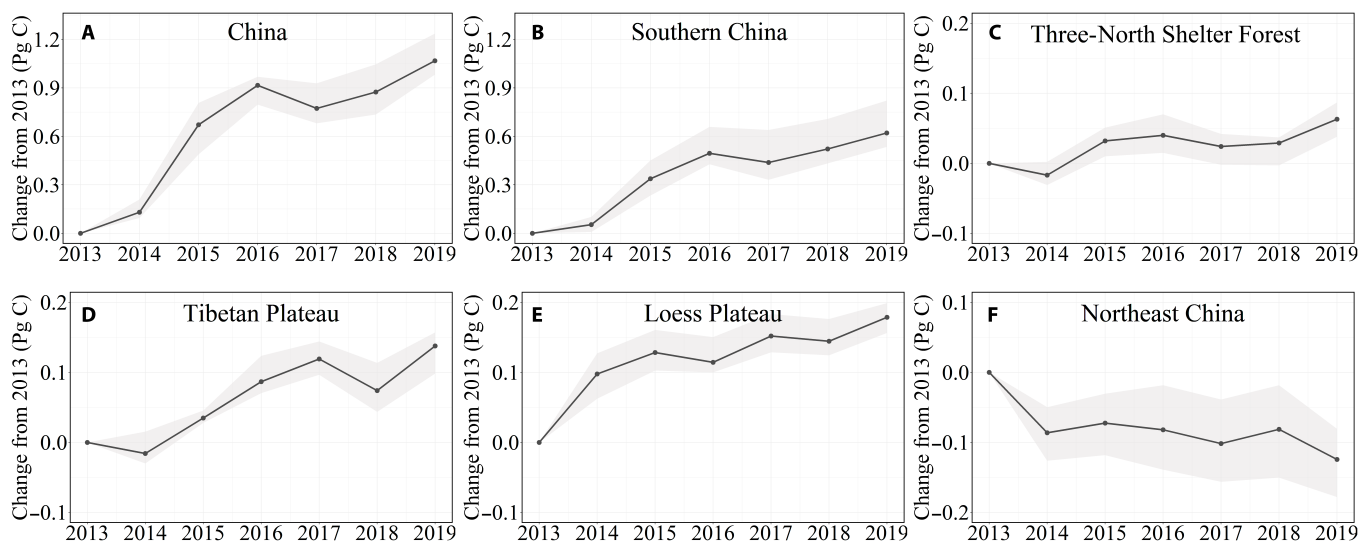 A China
Change from 2013 (Pg C)
1.2
0.9
0.6
0.3
0.0
2013 2014 2015 2016 2017 2018 2019
B Southern China
Change from 2013 (Pg C)
1.2
0.9
0.6
0.3
0.0
2013 2014 2015 2016 2017 2018 2019
C Three-North Shelter Forest
Change from 2013 (Pg C)
0.2
0.1
0.0
−0.1
2013 2014 2015 2016 2017 2018 2019
D Tibetan Plateau
Change from 2013 (Pg C)
0.2
0.1
0.0
−0.1
2013 2014 2015 2016 2017 2018 2019
E Loess Plateau
Change from 2013 (Pg C)
0.2
0.1
0.0
−0.1
2013 2014 2015 2016 2017 2018 2019
F Northeast China
Change from 2013 (Pg C)
0.1
0.0
−0.1
−0.2
2013 2014 2015 2016 2017 2018 2019